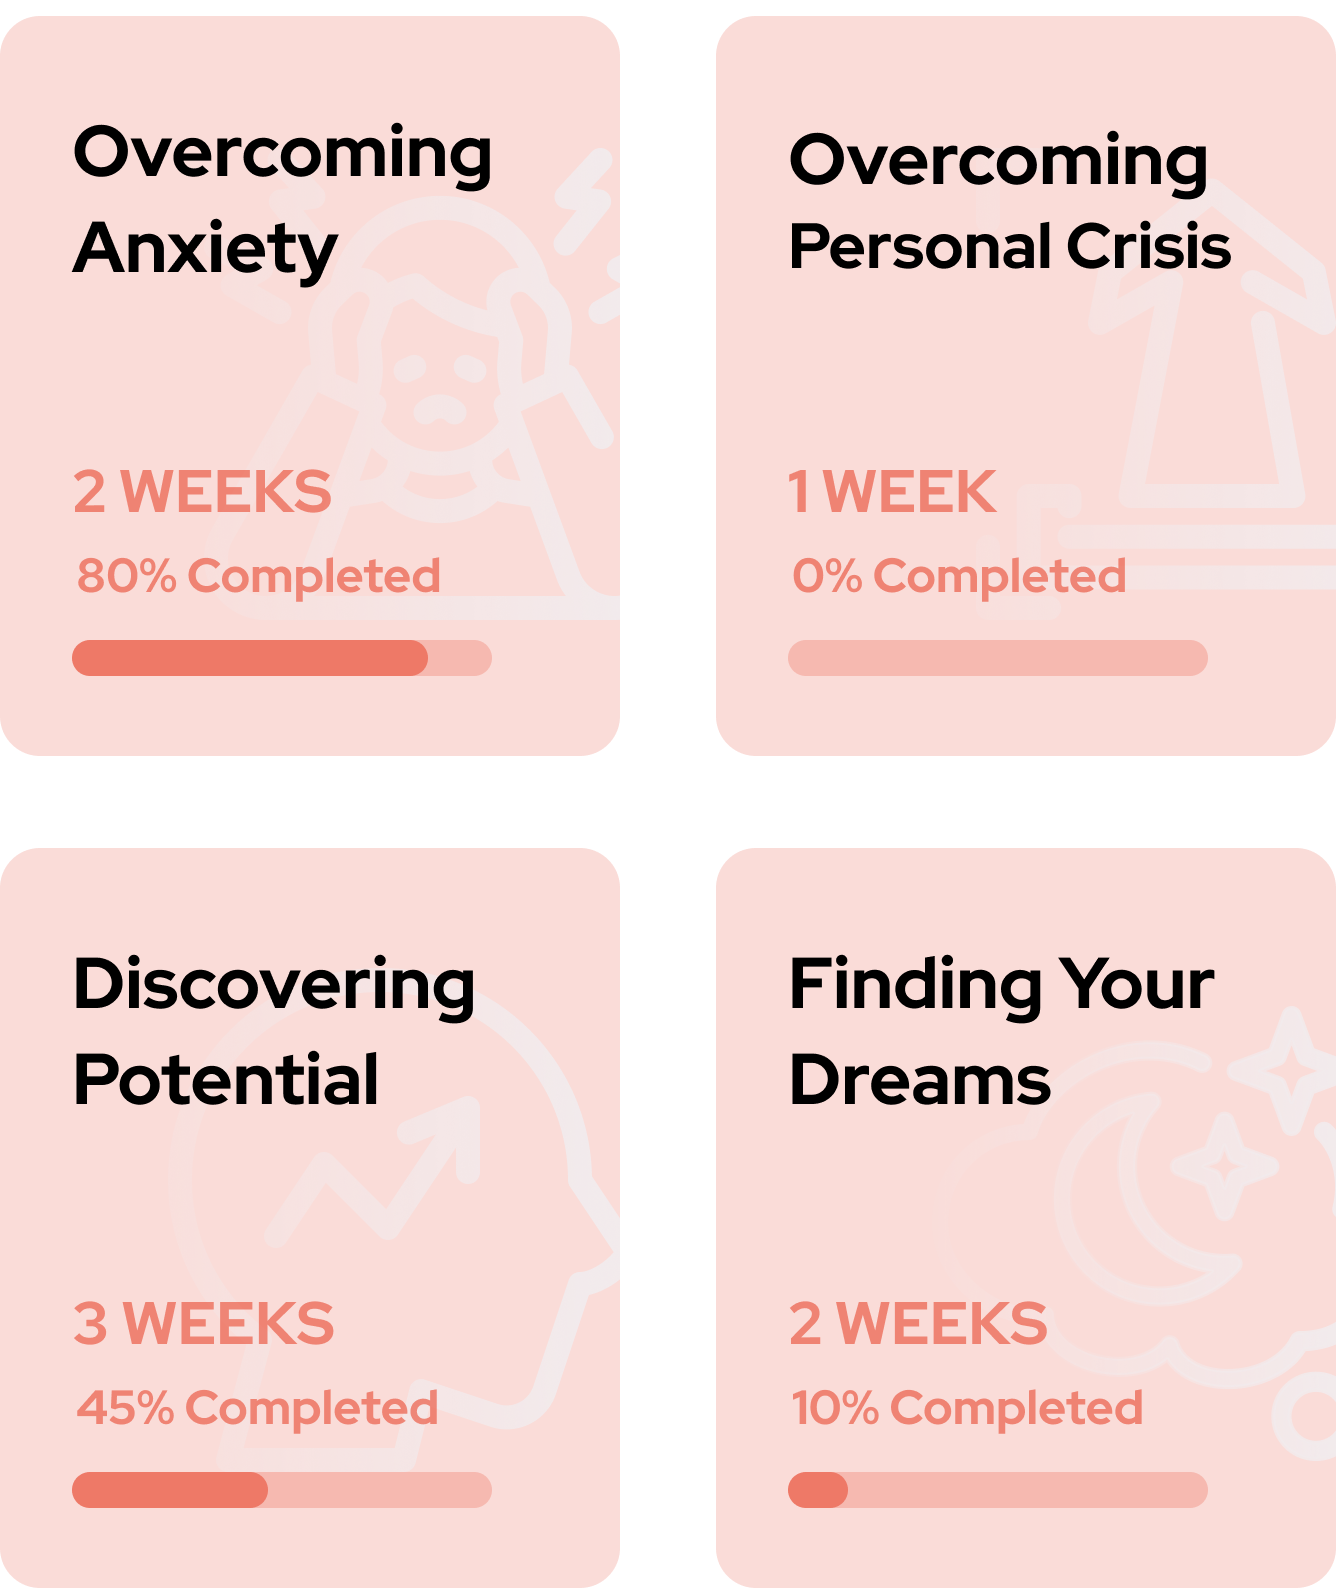 Overcoming
Anxiety
2 WEEKS
80% Completed
Overcoming
Personal Crisis
1 WEEK
0% Completed
Discovering
Potential
3 WEEKS
45% Completed
Finding Your
Dreams
2 WEEKS
10% Completed